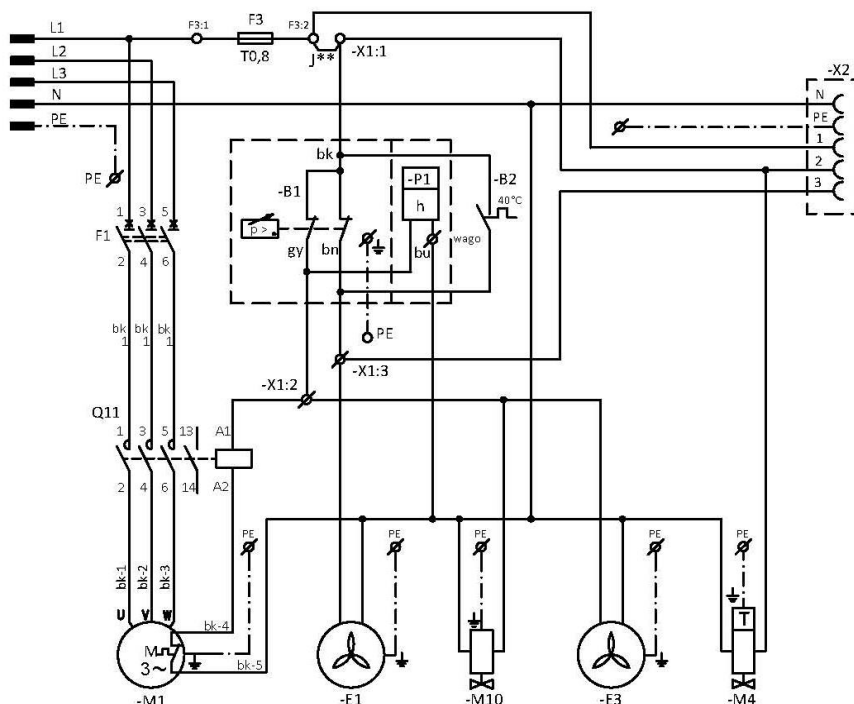 L1
L2
L3
N
PE
F3:1
F3
T0,8
F3:2
J**
-X1:1
-X2
N
PE
1
2
3
PE
bk
-B1
-P1
h
-B2
40°C
p >.
gy
bn
bu
wago
PE
1 3 5
F1
2 4 6
bk 1
bk 1
bk 1
-X1:3
-X1:2
Q11
1 3 5 13
A1
2 4 6 14
A2
bk-1
bk-2
bk-3
U V W
bk-4
M
3~
bk-5
PE
PE
PE
PE
PE
T
-M1
-E1
-M10
-E3
-M4